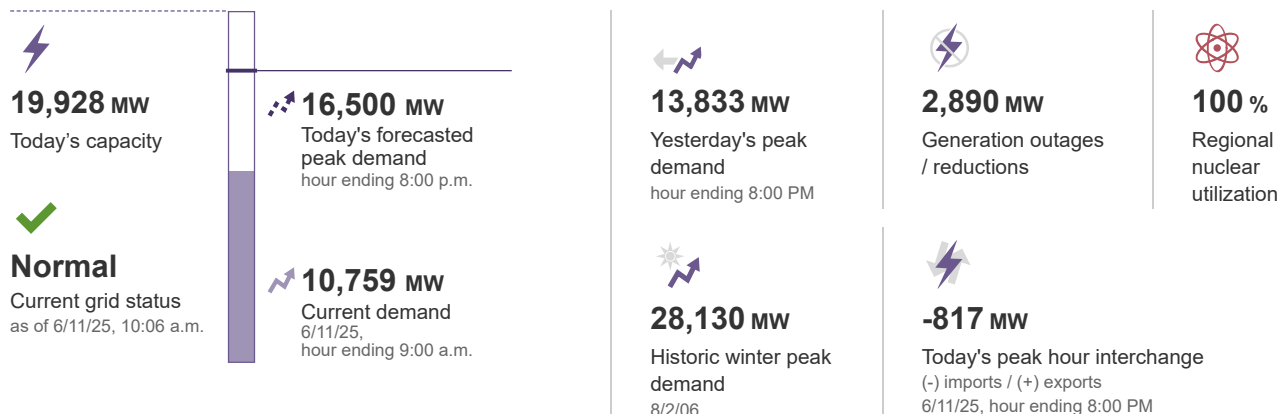 19,928 MW
Today's capacity
Normal
Current grid status
as of 6/11/25, 10:06 a.m.
16,500 MW
Today's forecasted
peak demand
hour ending 8:00 p.m.
10,759 MW
Current demand
6/11/25,
hour ending 9:00 a.m.
13,833 MW
Yesterday's peak
demand
hour ending 8:00 PM
2,890 MW
Generation outages
/ reductions
100 %
Regional
nuclear
utilization
28,130 MW
Historic winter peak
demand
8/2/06
-817 MW
Today's peak hour interchange
(-) imports / (+) exports
6/11/25, hour ending 8:00 PM